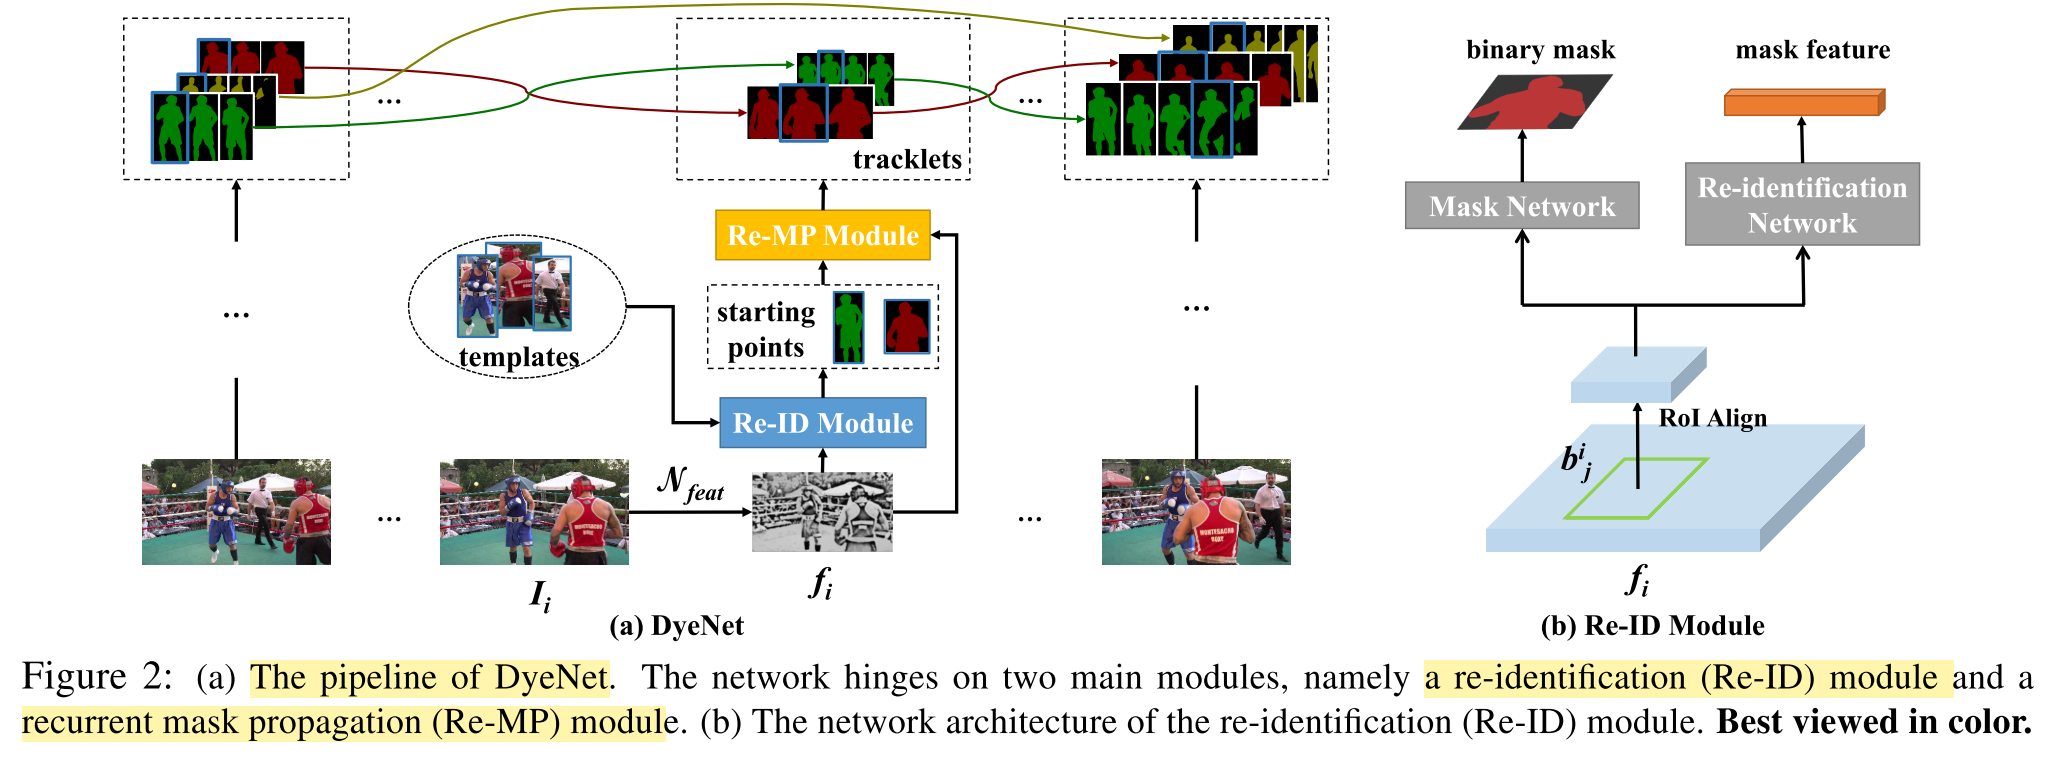 binary mask
mask feature
...
...
tracklets
Re-identification
Network
Mask Network
Re-MP Module
starting
points
...
...
templates
Re-ID Module
RoI Align
b^i_j
𝒩_feat
...
...
I_i
f_i
f_i
(a) DyeNet
(b) Re-ID Module
Figure 2: (a) The pipeline of DyeNet. The network hinges on two main modules, namely a re-identification (Re-ID) module and a
recurrent mask propagation (Re-MP) module. (b) The network architecture of the re-identification (Re-ID) module. Best viewed in color.